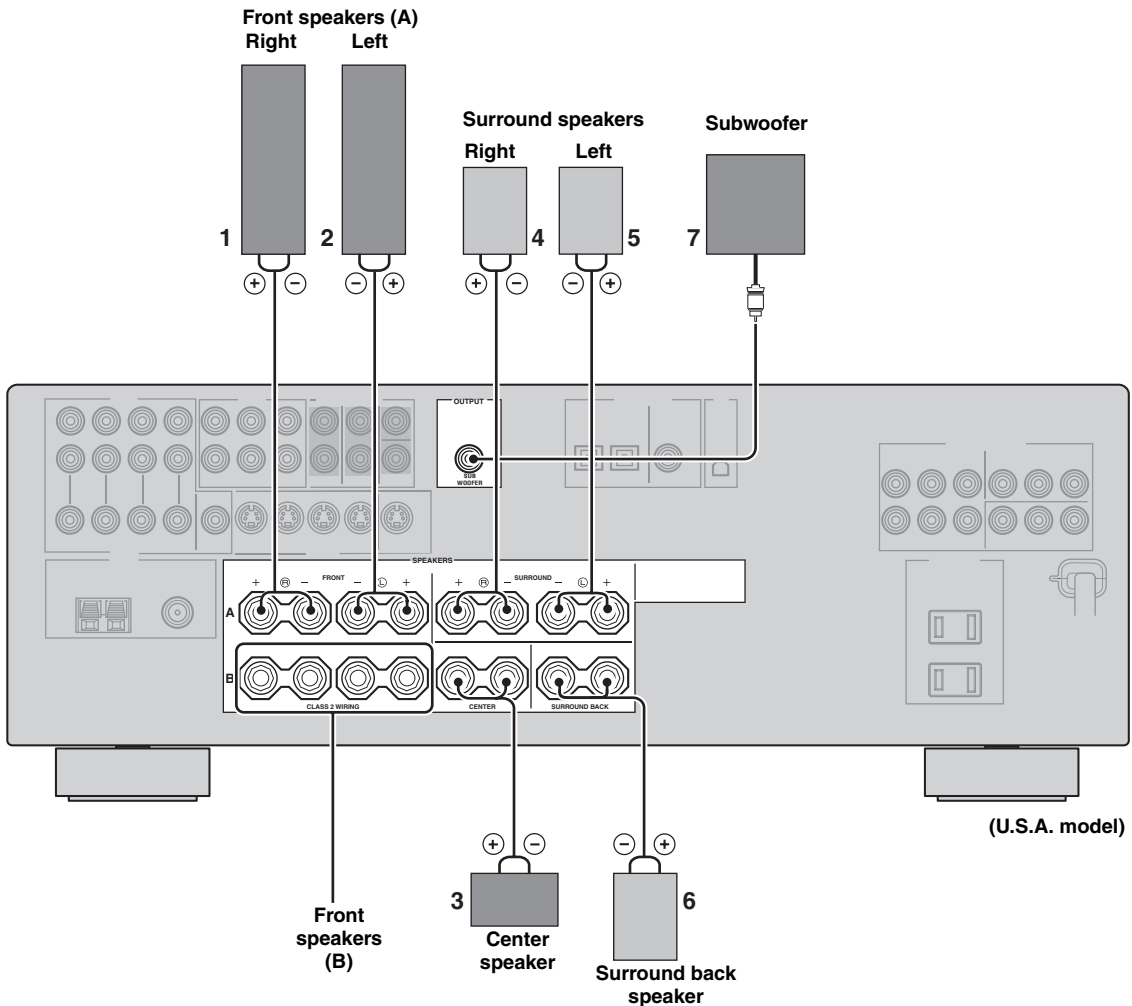 Front speakers (A)
Right Left
Surround speakers
Right Left
Subwoofer
1 2 4 5 7
+ − − + + − − +
OUTPUT
SUB
WOOFER
SPEAKERS
+ R − FRONT − L + + R − SURROUND − L +
A
B
CLASS 2 WIRING CENTER SURROUND BACK
(U.S.A. model)
+ − − +
3 6
Front
speakers
(B)
Center
speaker
Surround back
speaker